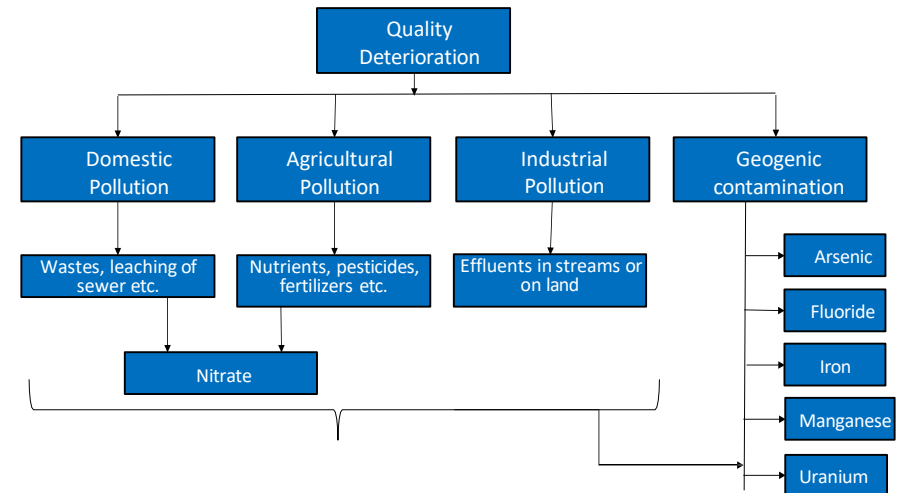 Quality
Deterioration
Domestic
Pollution
Agricultural
Pollution
Industrial
Pollution
Geogenic
contamination
Wastes, leaching of
sewer etc.
Nutrients, pesticides,
fertilizers etc.
Effluents in streams or
on land
Nitrate
Arsenic
Fluoride
Iron
Manganese
Uranium